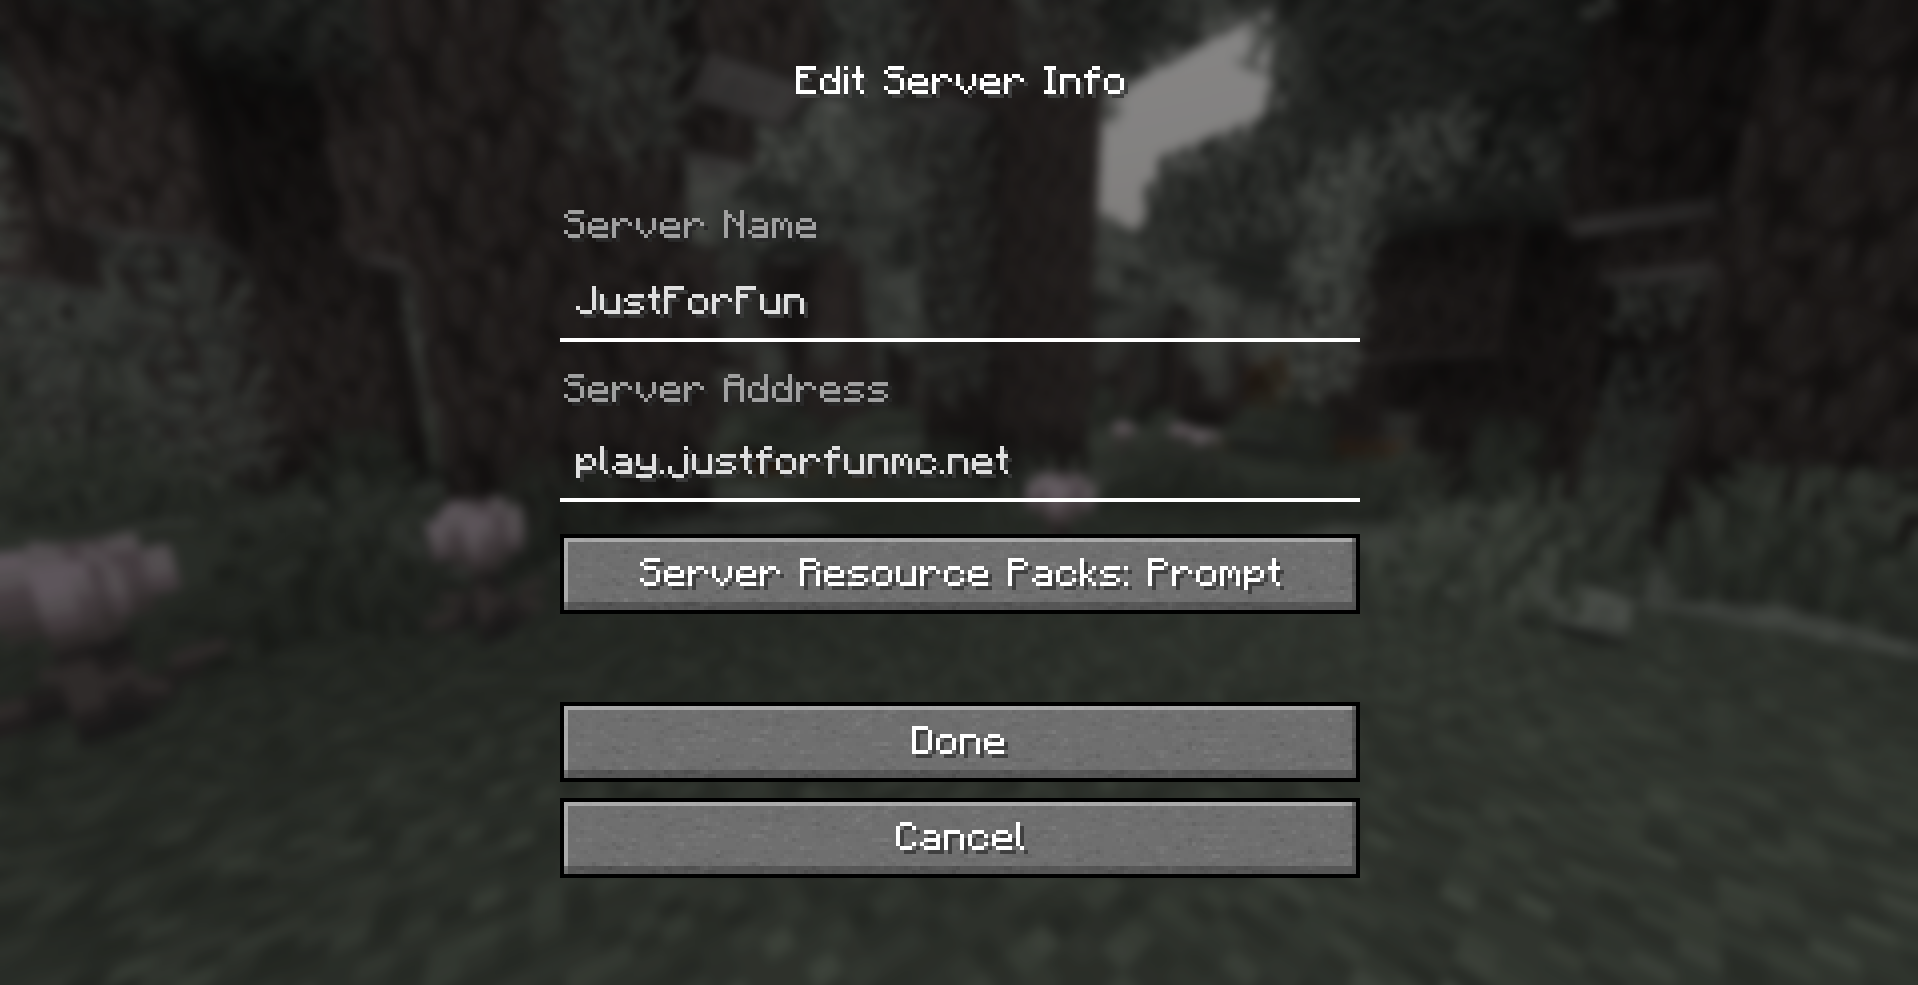 Edit Server Info
Server Name
JustForFun
Server Address
play.justforfunmc.net
Server Resource Packs: Prompt
Done
Cancel